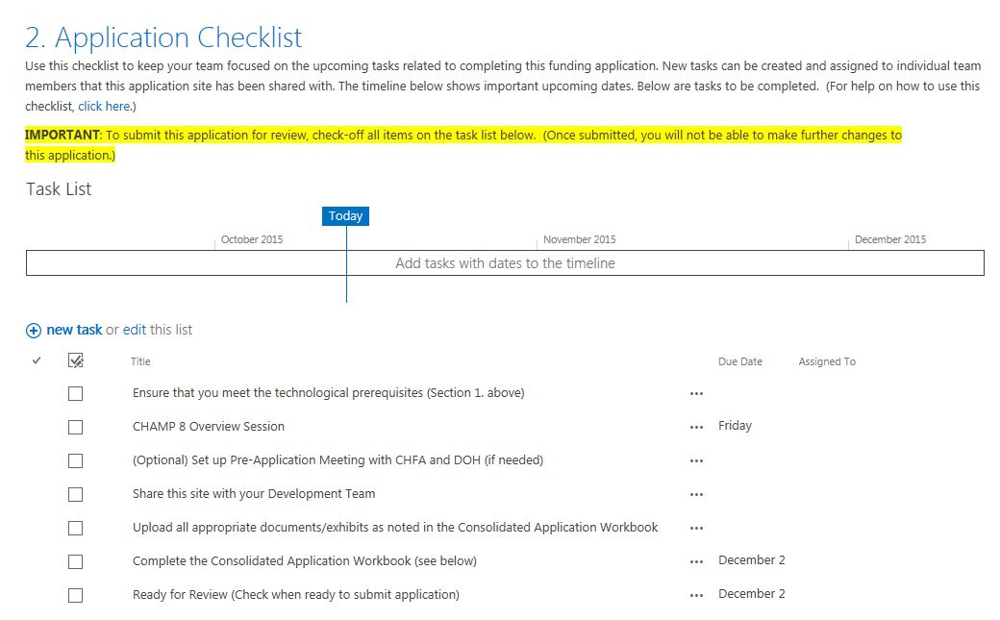 2. Application Checklist
Use this checklist to keep your team focused on the upcoming tasks related to completing this funding application. New tasks can be created and assigned to individual team
members that this application site has been shared with. The timeline below shows important upcoming dates. Below are tasks to be completed.  (For help on how to use this
checklist, click here.)
IMPORTANT: To submit this application for review, check-off all items on the task list below.  (Once submitted, you will not be able to make further changes to
this application.)
Task List
Today
October 2015 November 2015 December 2015
Add tasks with dates to the timeline
new task or edit this list
Title Due Date Assigned To
Ensure that you meet the technological prerequisites (Section 1. above) ...
CHAMP 8 Overview Session ... Friday
(Optional) Set up Pre-Application Meeting with CHFA and DOH (if needed) ...
Share this site with your Development Team ...
Upload all appropriate documents/exhibits as noted in the Consolidated Application Workbook ...
Complete the Consolidated Application Workbook (see below) ... December 2
Ready for Review (Check when ready to submit application) ... December 2